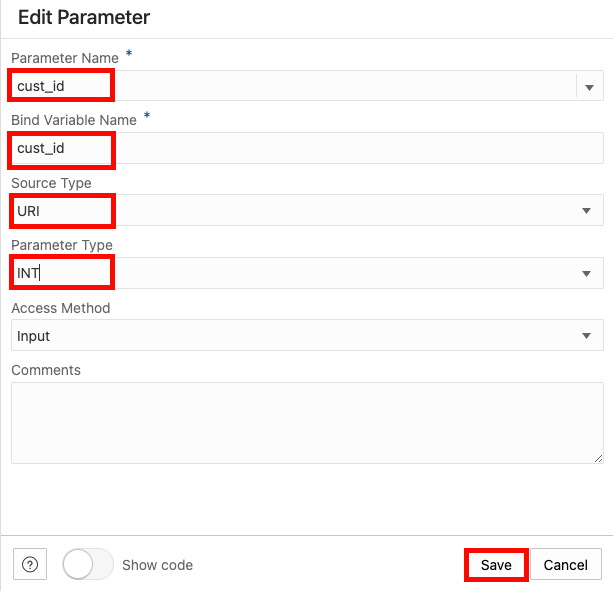 Edit Parameter
Parameter Name *
cust_id
Bind Variable Name *
cust_id
Source Type
URI
Parameter Type
INT
Access Method
Input
Comments
? Show code Save Cancel